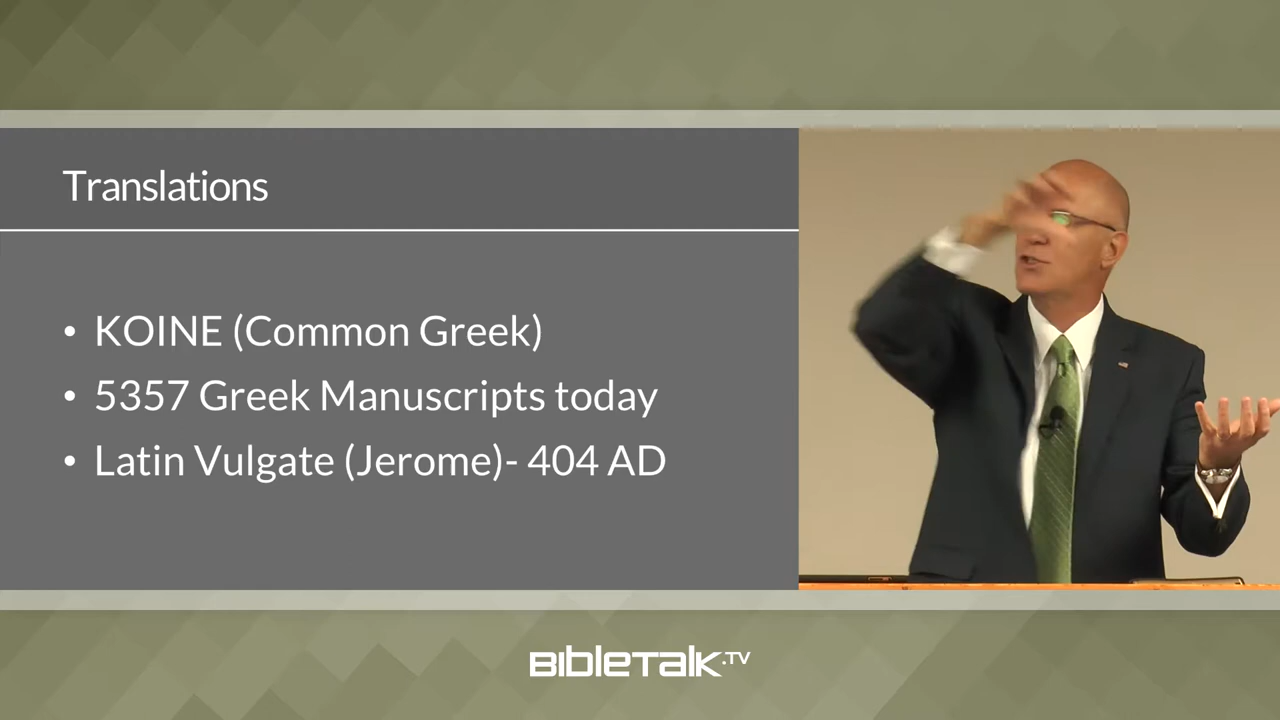 Translations
• KOINE (Common Greek)
• 5357 Greek Manuscripts today
• Latin Vulgate (Jerome)- 404 AD
BibleTalk.TV